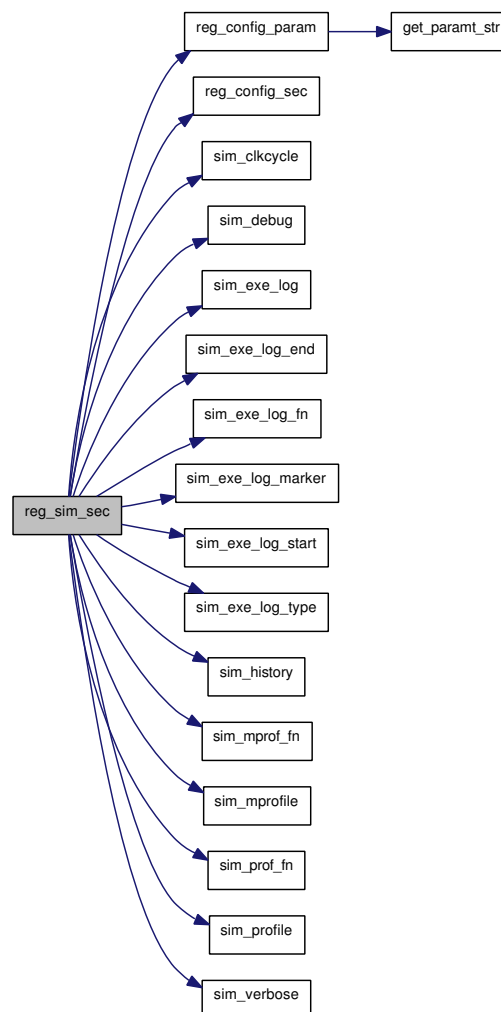 reg_config_param
get_paramt_str
reg_config_sec
sim_clkcycle
sim_debug
sim_exe_log
sim_exe_log_end
sim_exe_log_fn
sim_exe_log_marker
reg_sim_sec
sim_exe_log_start
sim_exe_log_type
sim_history
sim_mprof_fn
sim_mprofile
sim_prof_fn
sim_profile
sim_verbose